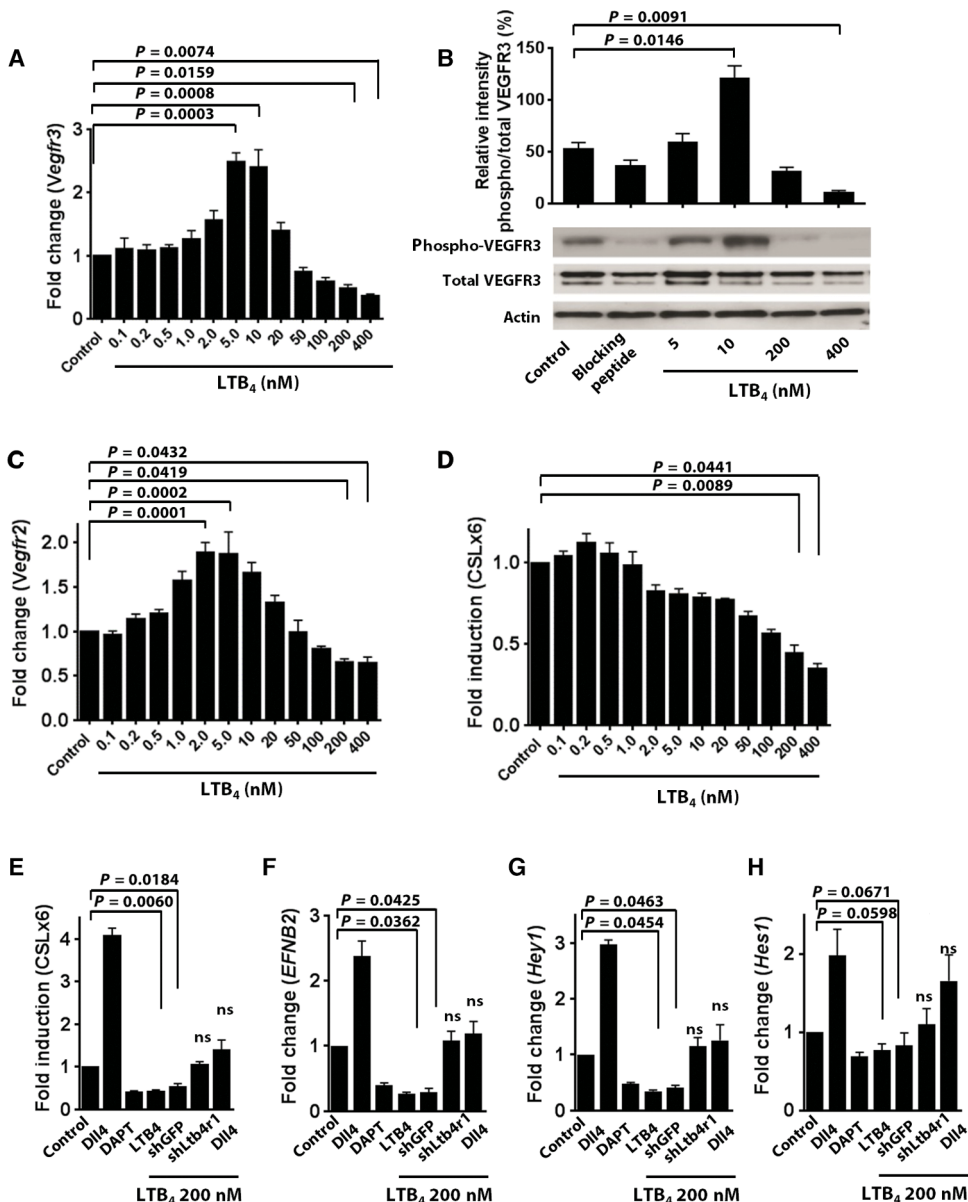 A
P = 0.0074
P = 0.0159
P = 0.0008
P = 0.0003
Fold change (Vegfr3)
3
2
1
0
Control 0.1 0.2 0.5 1.0 2.0 5.0 10 20 50 100 200 400
LTB4 (nM)
B
P = 0.0091
P = 0.0146
Relative intensity
phospho/total VEGFR3 (%)
150
100
50
0
Phospho-VEGFR3
Total VEGFR3
Actin
Control Blocking peptide 5 10 200 400
LTB4 (nM)
C
P = 0.0432
P = 0.0419
P = 0.0002
P = 0.0001
Fold change (Vegfr2)
2.0
1.5
1.0
0.5
0.0
Control 0.1 0.2 0.5 1.0 2.0 5.0 10 20 50 100 200 400
LTB4 (nM)
D
P = 0.0441
P = 0.0089
Fold induction (CSLx6)
1.0
0.5
0.0
Control 0.1 0.2 0.5 1.0 2.0 5.0 10 20 50 100 200 400
LTB4 (nM)
E
P = 0.0184
P = 0.0060
Fold induction (CSLx6)
4
3
2
1
0
ns
ns
Control Dll4 DAPT LTB4 shGFP shLtb4r1 Dll4
LTB4 200 nM
F
P = 0.0425
P = 0.0362
Fold change (EFNB2)
3
2
1
0
ns
ns
Control Dll4 DAPT LTB4 shGFP shLtb4r1 Dll4
LTB4 200 nM
G
P = 0.0463
P = 0.0454
Fold change (Hey1)
3
2
1
0
ns
ns
Control Dll4 DAPT LTB4 shGFP shLtb4r1 Dll4
LTB4 200 nM
H
P = 0.0671
P = 0.0598
Fold change (Hes1)
2
1
0
ns
ns
Control Dll4 DAPT LTB4 shGFP shLtb4r1 Dll4
LTB4 200 nM